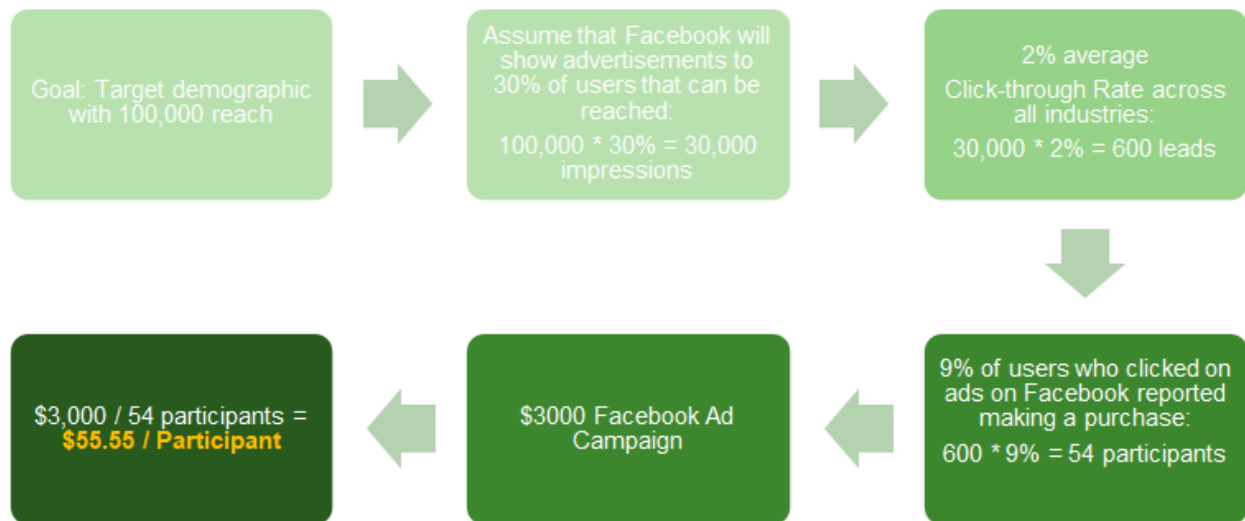 Goal: Target demographic
with 100,000 reach
Assume that Facebook will
show advertisements to
30% of users that can be
reached:
100,000 * 30% = 30,000
impressions
2% average
Click-through Rate across
all industries:
30,000 * 2% = 600 leads
9% of users who clicked on
ads on Facebook reported
making a purchase:
600 * 9% = 54 participants
$3000 Facebook Ad
Campaign
$3,000 / 54 participants =
$55.55 / Participant